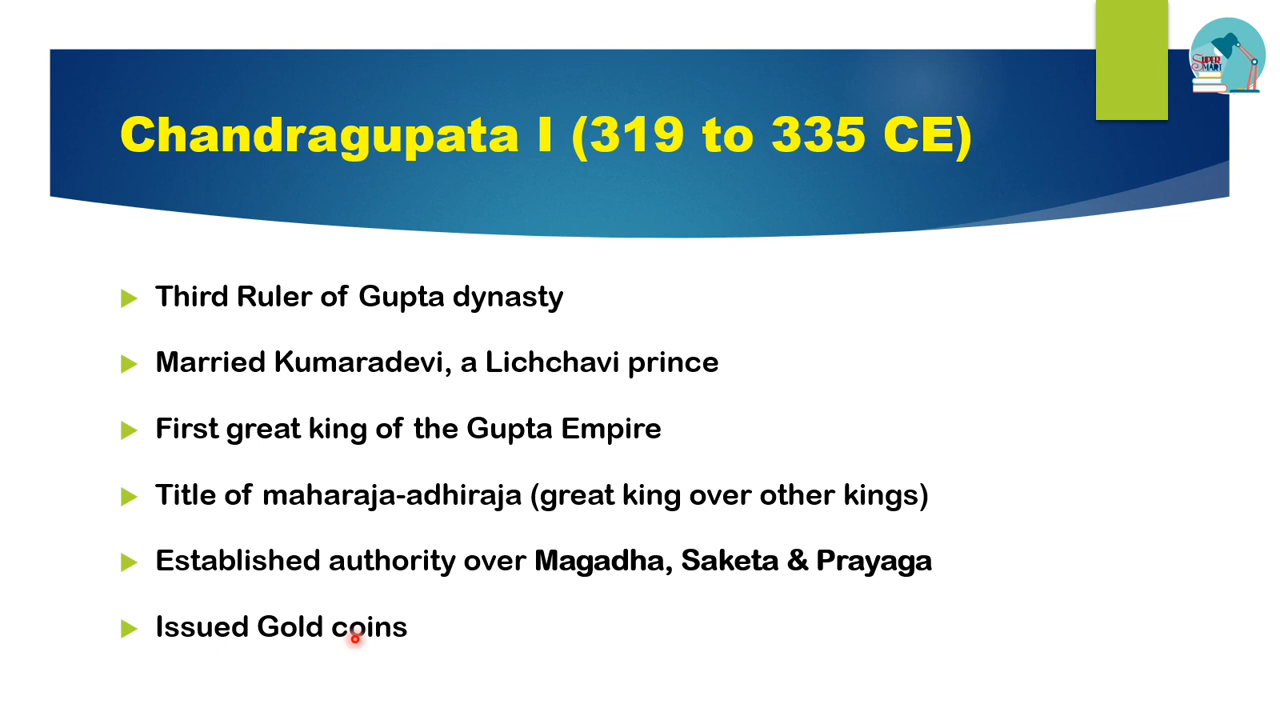 SUPER
SMART
Chandragupata I (319 to 335 CE)
Third Ruler of Gupta dynasty
Married Kumaradevi, a Lichchavi prince
First great king of the Gupta Empire
Title of maharaja-adhiraja (great king over other kings)
Established authority over Magadha, Saketa & Prayaga
Issued Gold coins